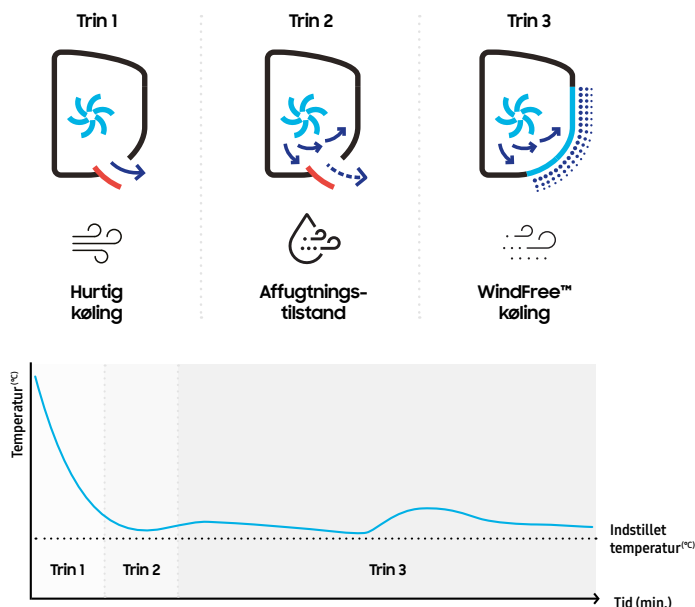 Trin 1
Trin 2
Trin 3
Hurtig
køling
Affugtnings-
tilstand
WindFree™
køling
Temperatur(°C)
Indstillet
temperatur(°C)
Trin 1
Trin 2
Trin 3
Tid (min.)